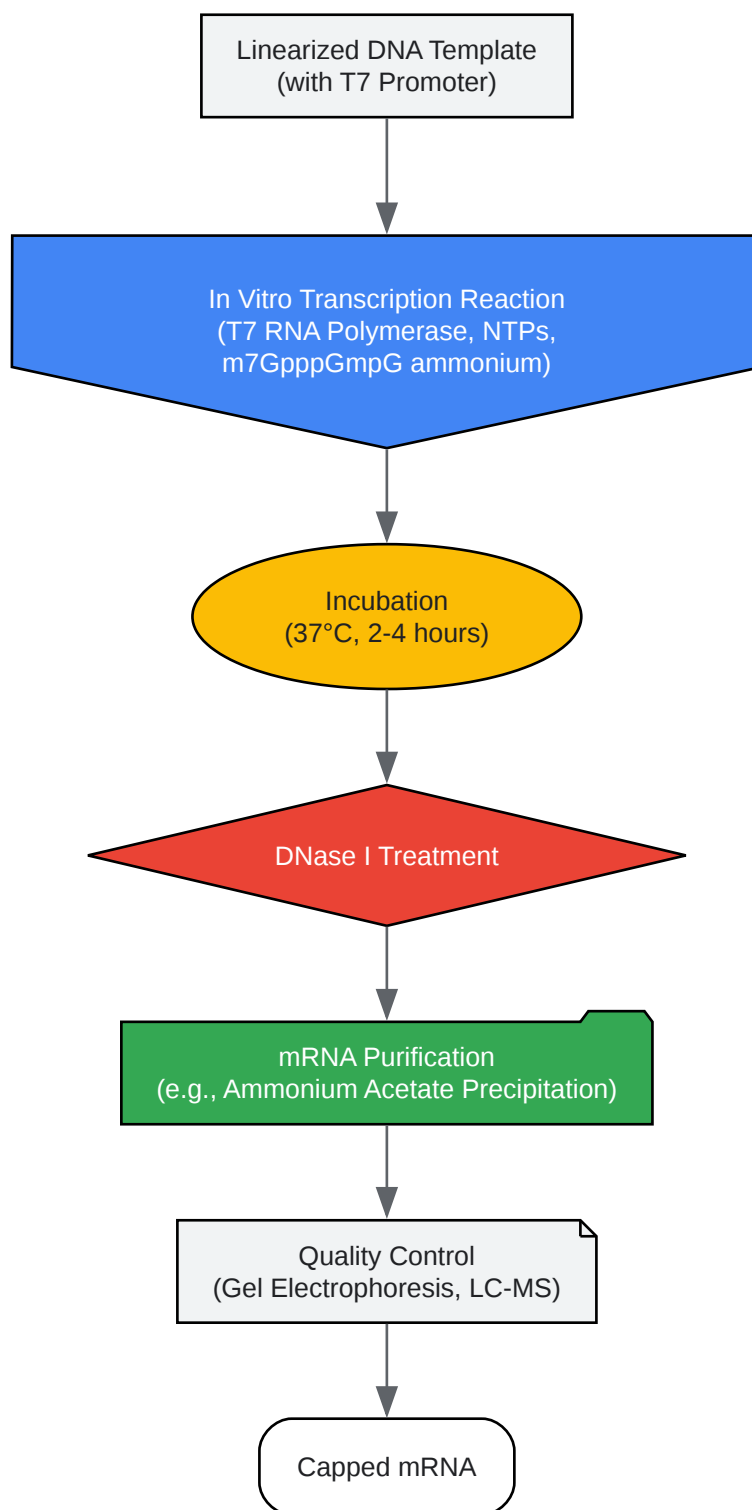 Linearized DNA Template
(with T7 Promoter)
In Vitro Transcription Reaction
(T7 RNA Polymerase, NTPs,
m7GpppGmpG ammonium)
Incubation
(37°C, 2-4 hours)
DNase I Treatment
mRNA Purification
(e.g., Ammonium Acetate Precipitation)
Quality Control
(Gel Electrophoresis, LC-MS)
Capped mRNA